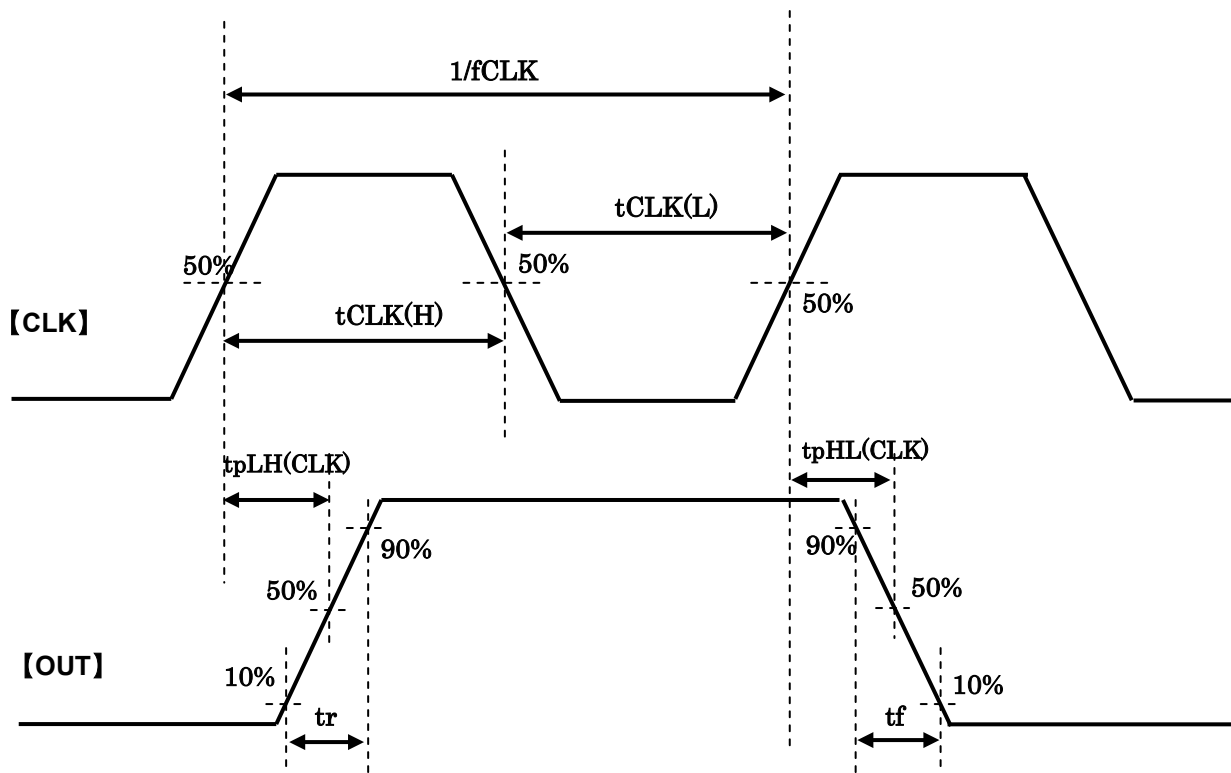 1/fCLK
tCLK(L)
50%
50%
50%
tCLK(H)
【CLK】
tpLH(CLK)
tpHL(CLK)
90%
90%
50%
50%
【OUT】
10%
10%
tr
tf